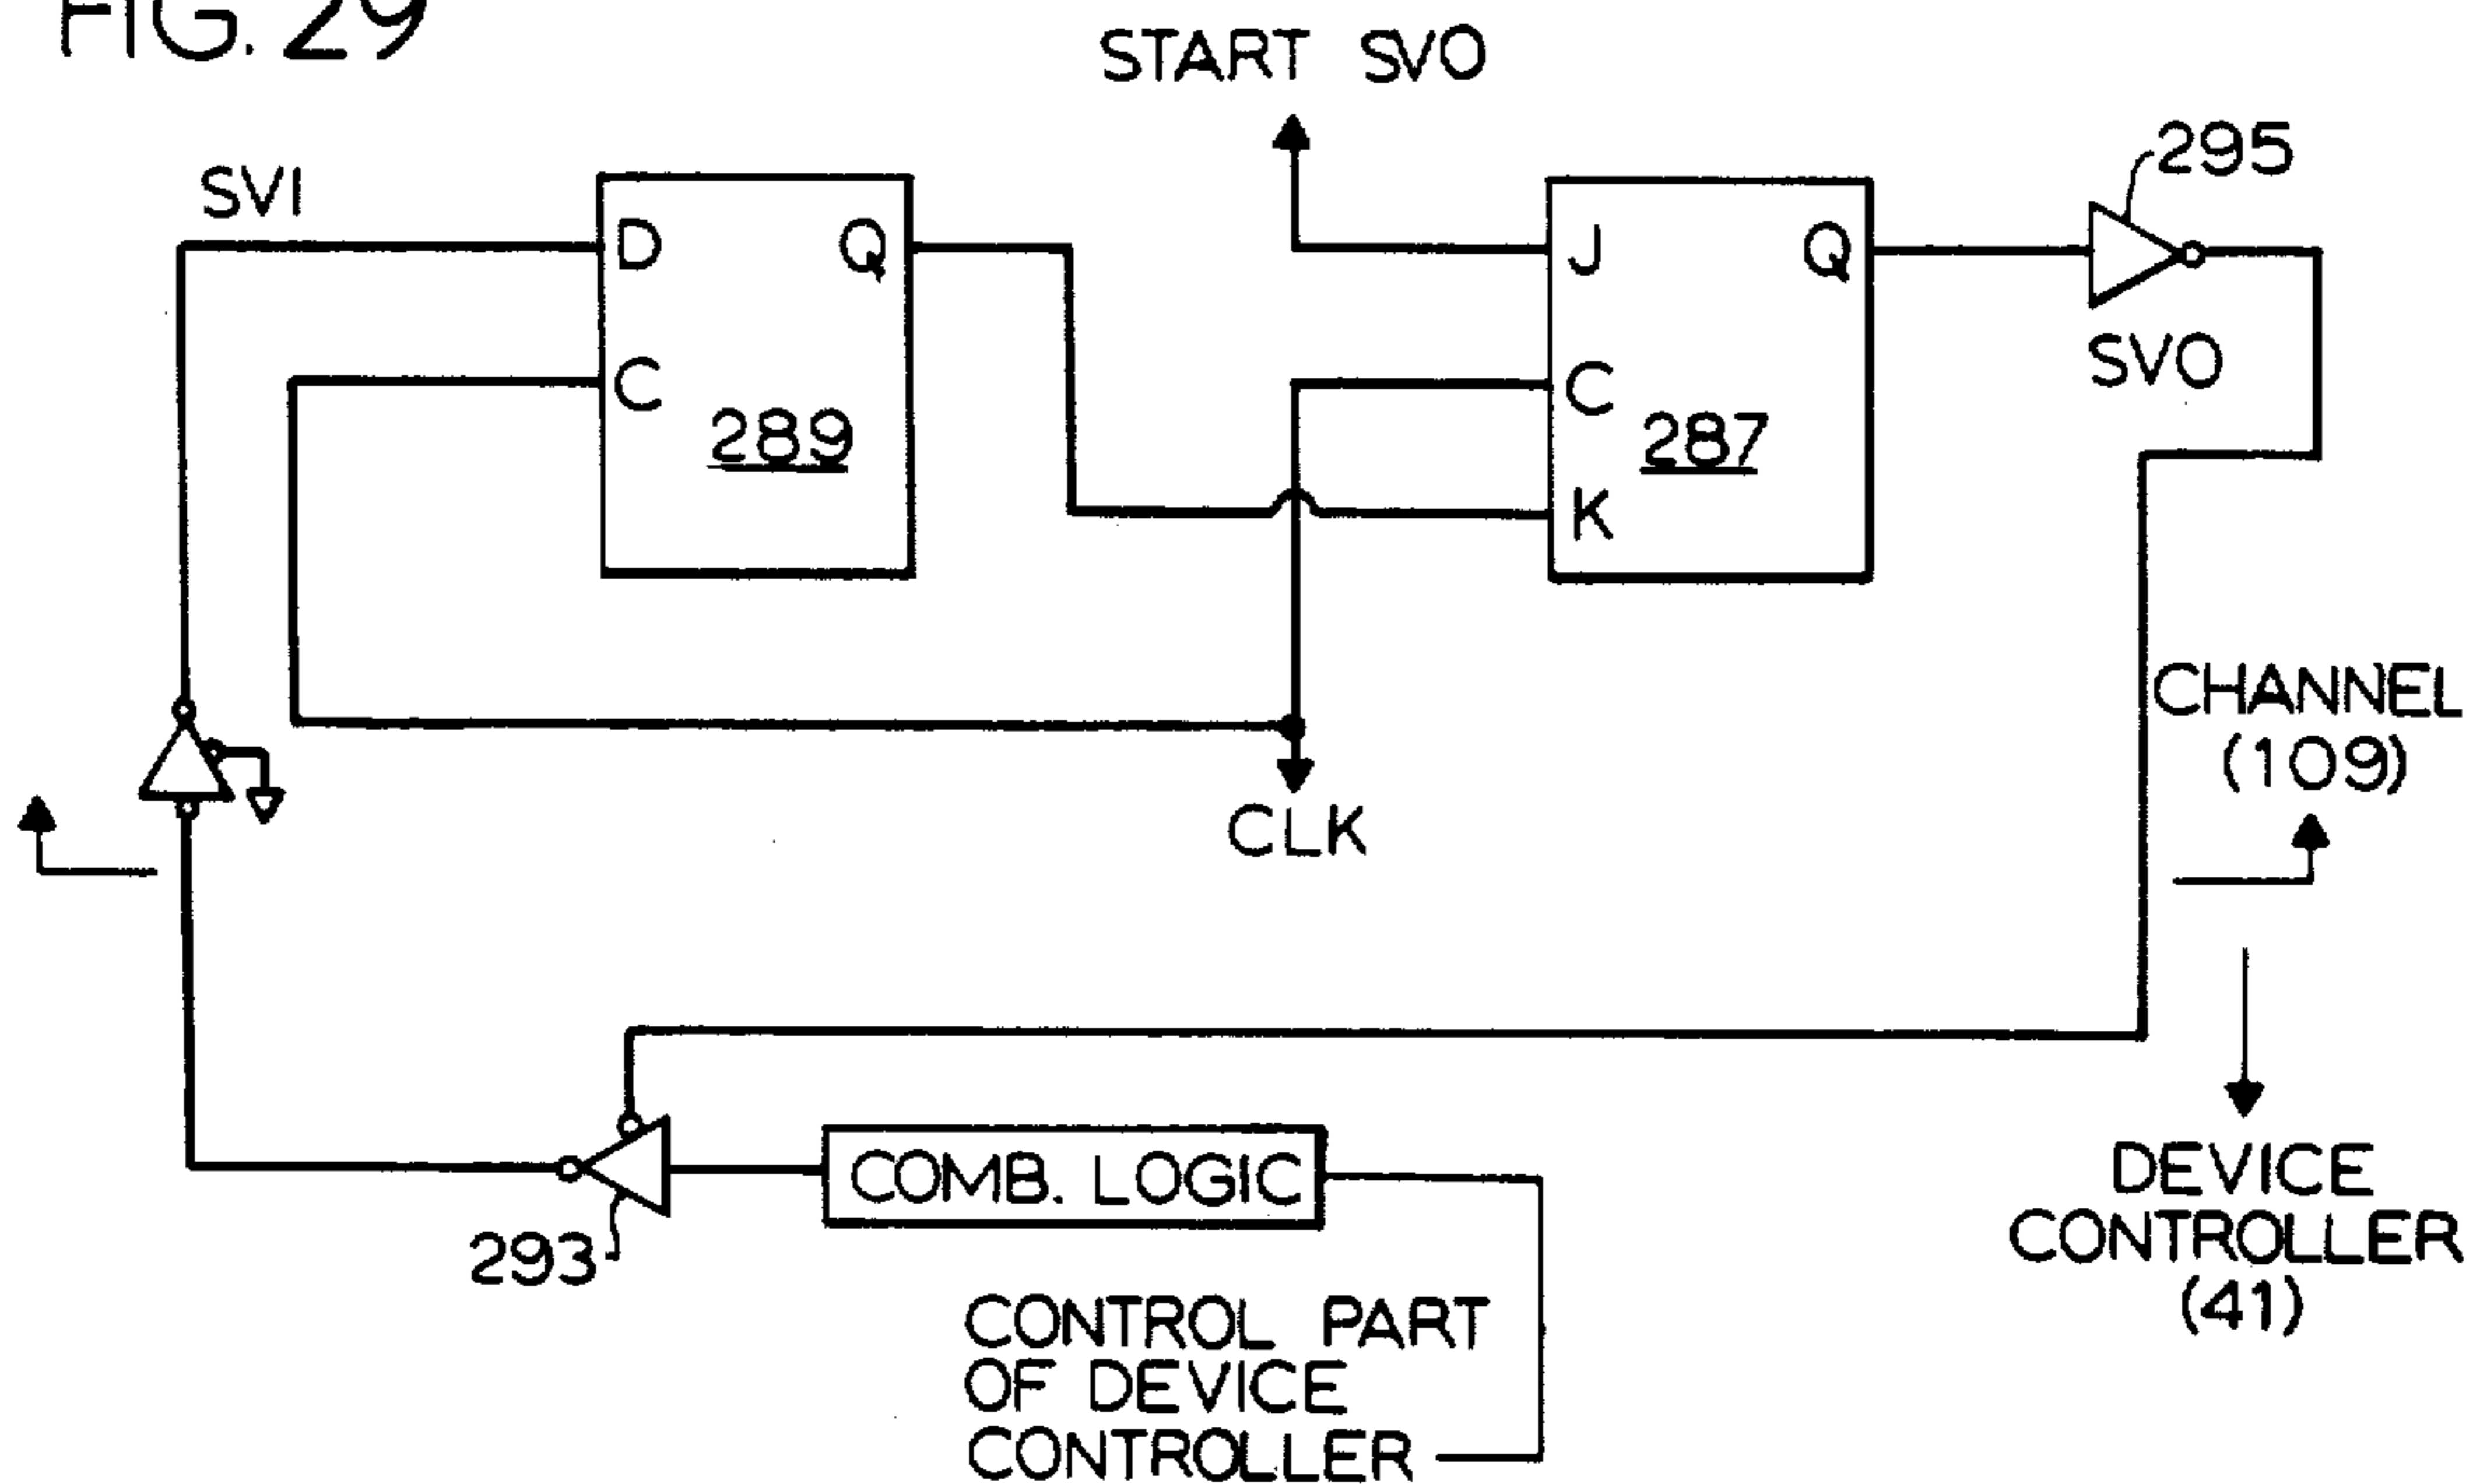 FIG. 29
START SVO
295
SVI
D
Q
J
Q
C
C
SVO
289
287
K
CHANNEL
(109)
CLK
DEVICE
CONTROLLER
(41)
COMB. LOGIC
293
CONTROL PART
OF DEVICE
CONTROLLER